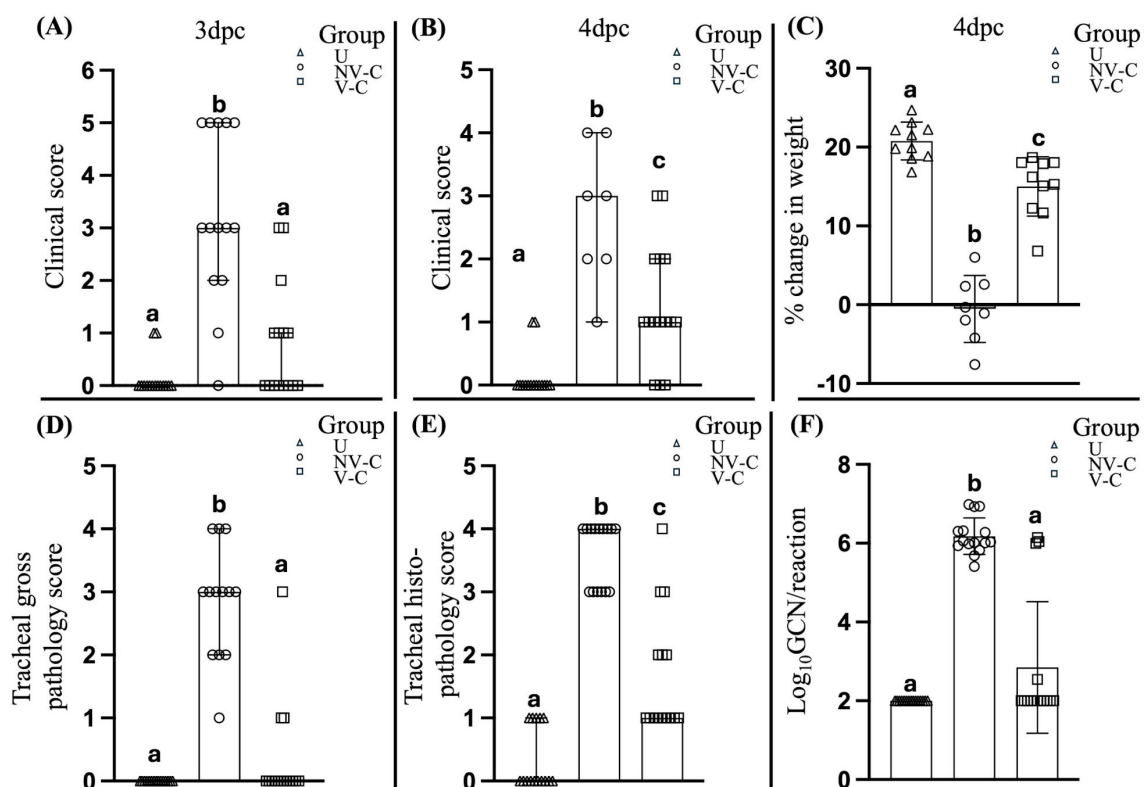 (A)
3dpc
Group
U
NV-C
V-C
Clinical score
6
5
4
3
2
1
0
a
b
a
(B)
4dpc
Group
U
NV-C
V-C
Clinical score
5
4
3
2
1
0
a
b
c
(C)
4dpc
Group
U
NV-C
V-C
% change in weight
30
20
10
0
-10
a
b
c
(D)
Group
U
NV-C
V-C
Tracheal gross
pathology score
5
4
3
2
1
0
a
b
a
(E)
Group
U
NV-C
V-C
Tracheal histo-
pathology score
5
4
3
2
1
0
a
b
c
(F)
Group
U
NV-C
V-C
Log₁₀GCN/reaction
8
6
4
2
0
a
b
a